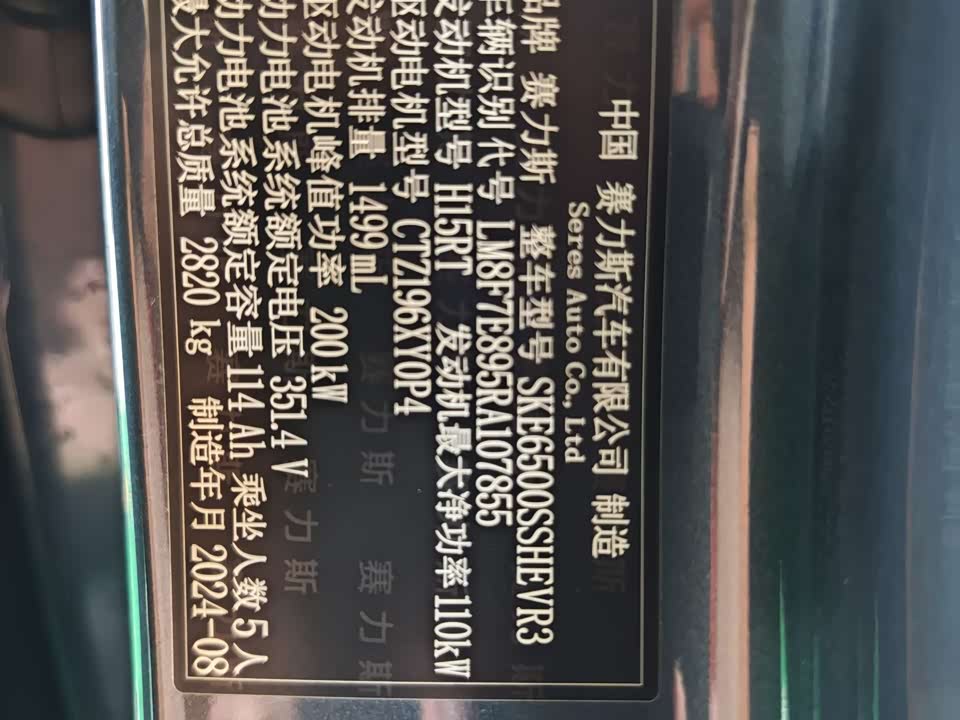 中国 赛力斯汽车有限公司 制造
Seres Auto Co., Ltd
品牌 赛力斯 整车型号 SKE6500SSHEVR3
车辆识别代号 LM8F7E895RA107855
发动机型号 H15RT 发动机最大净功率 110kW
驱动电机型号 CTZ196XY0P4
发动机排量 1499mL
驱动电机峰值功率 200kW
动力电池系统额定电压 351.4 V
动力电池系统额定容量 114 Ah 乘坐人数 5 人
最大允许总质量 2820 kg 制造年月 2024-08